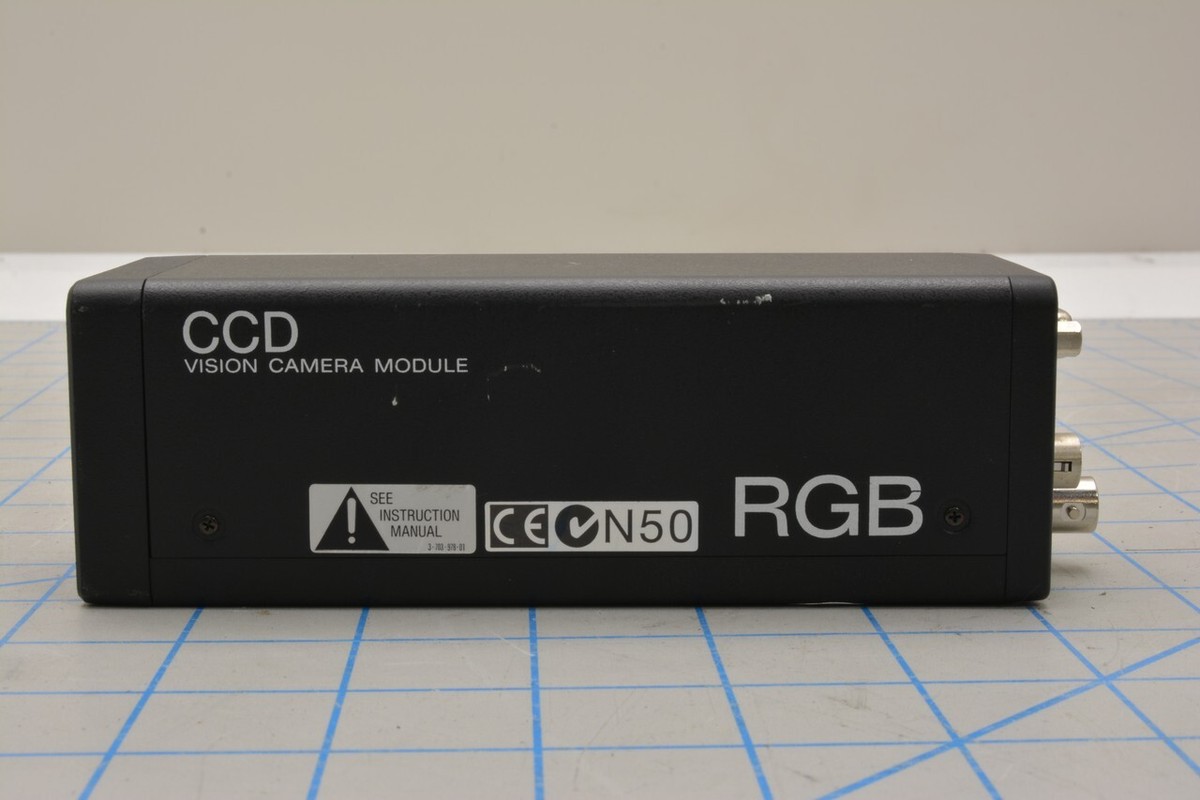 CCD
VISION CAMERA MODULE
SEE
INSTRUCTION
MANUAL
CE N50
RGB